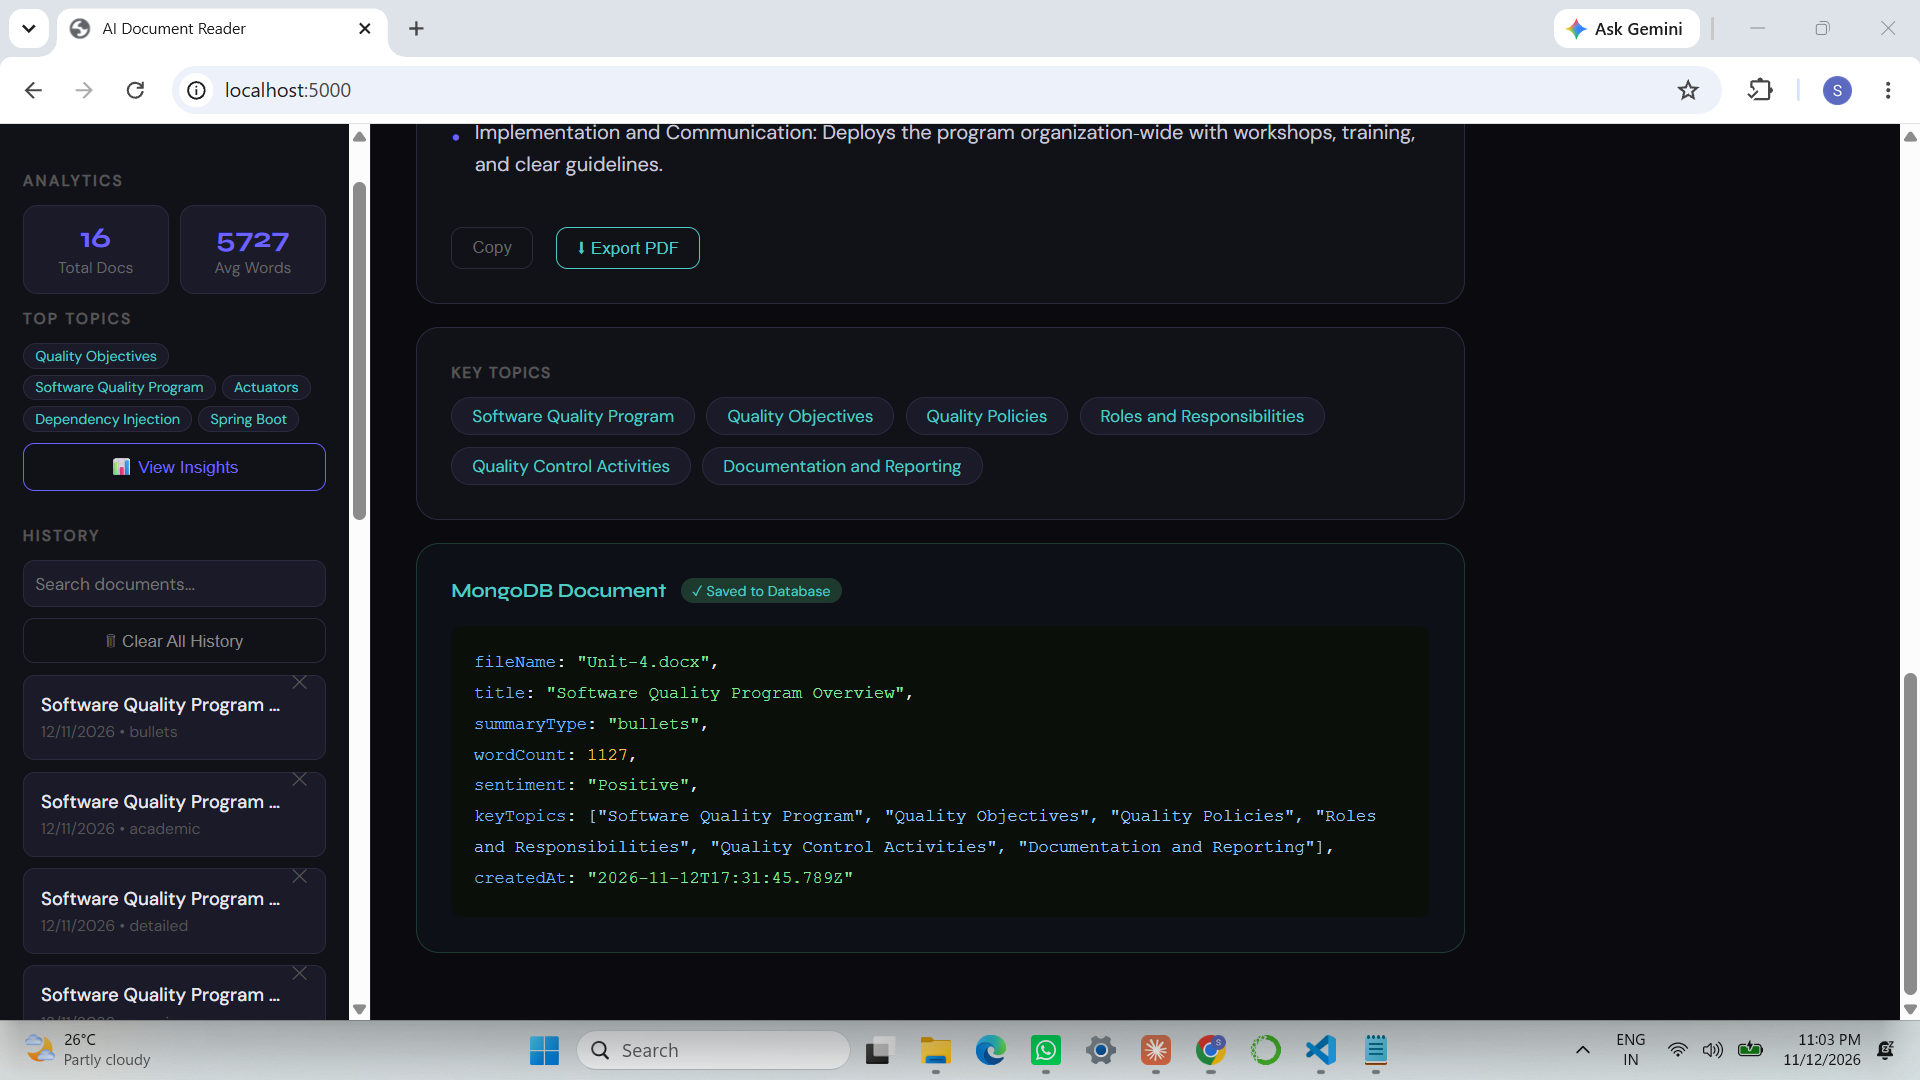 AI Document Reader
Ask Gemini
localhost:5000
S
ANALYTICS
16
Total Docs
5727
Avg Words
TOP TOPICS
Quality Objectives
Software Quality Program
Actuators
Dependency Injection
Spring Boot
View Insights
HISTORY
Search documents...
Clear All History
Software Quality Program ...
12/11/2026 • bullets
Software Quality Program ...
12/11/2026 • academic
Software Quality Program ...
12/11/2026 • detailed
Software Quality Program ...
Implementation and Communication: Deploys the program organization-wide with workshops, training,
and clear guidelines.
Copy
⬇ Export PDF
KEY TOPICS
Software Quality Program
Quality Objectives
Quality Policies
Roles and Responsibilities
Quality Control Activities
Documentation and Reporting
MongoDB Document
✓ Saved to Database
fileName: "Unit-4.docx",
title: "Software Quality Program Overview",
summaryType: "bullets",
wordCount: 1127,
sentiment: "Positive",
keyTopics: ["Software Quality Program", "Quality Objectives", "Quality Policies", "Roles
and Responsibilities", "Quality Control Activities", "Documentation and Reporting"],
createdAt: "2026-11-12T17:31:45.789Z"
26°C
Partly cloudy
Search
S
ENG
IN
11:03 PM
11/12/2026